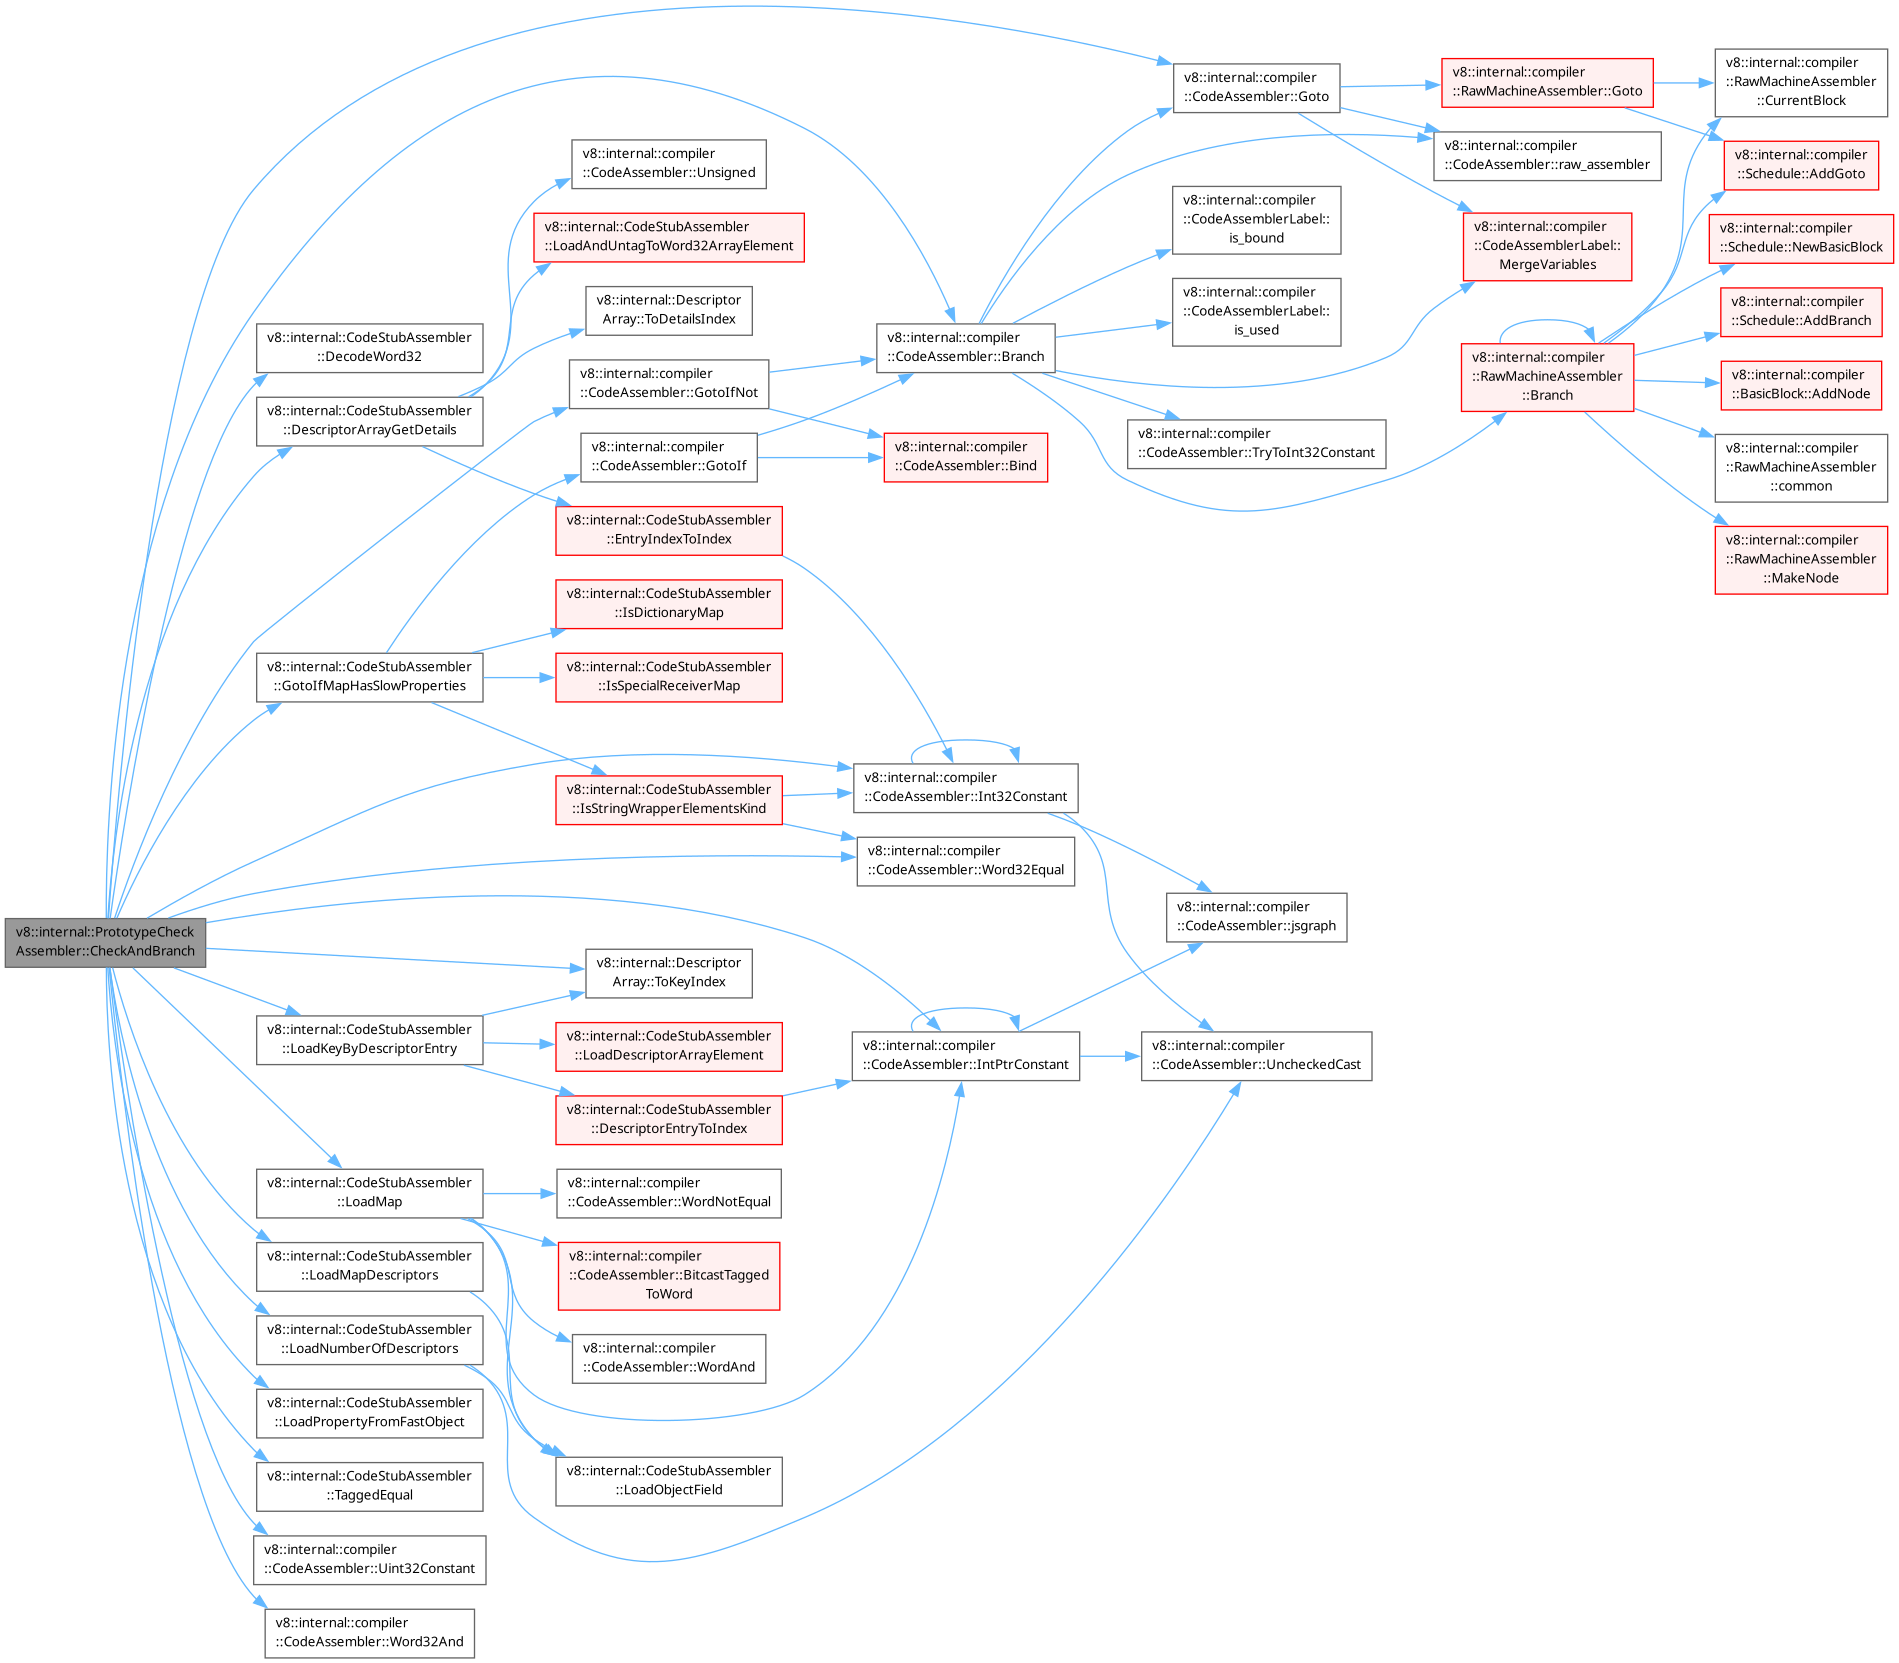 v8::internal::PrototypeCheck
Assembler::CheckAndBranch
v8::internal::CodeStubAssembler
::DecodeWord32
v8::internal::CodeStubAssembler
::DescriptorArrayGetDetails
v8::internal::CodeStubAssembler
::GotoIfMapHasSlowProperties
v8::internal::CodeStubAssembler
::LoadKeyByDescriptorEntry
v8::internal::CodeStubAssembler
::LoadMap
v8::internal::CodeStubAssembler
::LoadMapDescriptors
v8::internal::CodeStubAssembler
::LoadNumberOfDescriptors
v8::internal::CodeStubAssembler
::LoadPropertyFromFastObject
v8::internal::CodeStubAssembler
::TaggedEqual
v8::internal::compiler
::CodeAssembler::Uint32Constant
v8::internal::compiler
::CodeAssembler::Word32And
v8::internal::compiler
::CodeAssembler::Unsigned
v8::internal::CodeStubAssembler
::LoadAndUntagToWord32ArrayElement
v8::internal::Descriptor
Array::ToDetailsIndex
v8::internal::compiler
::CodeAssembler::GotoIfNot
v8::internal::compiler
::CodeAssembler::GotoIf
v8::internal::CodeStubAssembler
::EntryIndexToIndex
v8::internal::CodeStubAssembler
::IsDictionaryMap
v8::internal::CodeStubAssembler
::IsSpecialReceiverMap
v8::internal::CodeStubAssembler
::IsStringWrapperElementsKind
v8::internal::Descriptor
Array::ToKeyIndex
v8::internal::CodeStubAssembler
::LoadDescriptorArrayElement
v8::internal::CodeStubAssembler
::DescriptorEntryToIndex
v8::internal::compiler
::CodeAssembler::WordNotEqual
v8::internal::compiler
::CodeAssembler::BitcastTagged
ToWord
v8::internal::compiler
::CodeAssembler::WordAnd
v8::internal::CodeStubAssembler
::LoadObjectField
v8::internal::compiler
::CodeAssembler::Branch
v8::internal::compiler
::CodeAssembler::Bind
v8::internal::compiler
::CodeAssembler::Int32Constant
v8::internal::compiler
::CodeAssembler::Word32Equal
v8::internal::compiler
::CodeAssembler::IntPtrConstant
v8::internal::compiler
::CodeAssembler::Goto
v8::internal::compiler
::CodeAssemblerLabel::
is_bound
v8::internal::compiler
::CodeAssemblerLabel::
is_used
v8::internal::compiler
::CodeAssembler::TryToInt32Constant
v8::internal::compiler
::CodeAssembler::jsgraph
v8::internal::compiler
::CodeAssembler::UncheckedCast
v8::internal::compiler
::RawMachineAssembler::Goto
v8::internal::compiler
::CodeAssembler::raw_assembler
v8::internal::compiler
::CodeAssemblerLabel::
MergeVariables
v8::internal::compiler
::RawMachineAssembler
::Branch
v8::internal::compiler
::RawMachineAssembler
::CurrentBlock
v8::internal::compiler
::Schedule::AddGoto
v8::internal::compiler
::Schedule::NewBasicBlock
v8::internal::compiler
::Schedule::AddBranch
v8::internal::compiler
::BasicBlock::AddNode
v8::internal::compiler
::RawMachineAssembler
::common
v8::internal::compiler
::RawMachineAssembler
::MakeNode